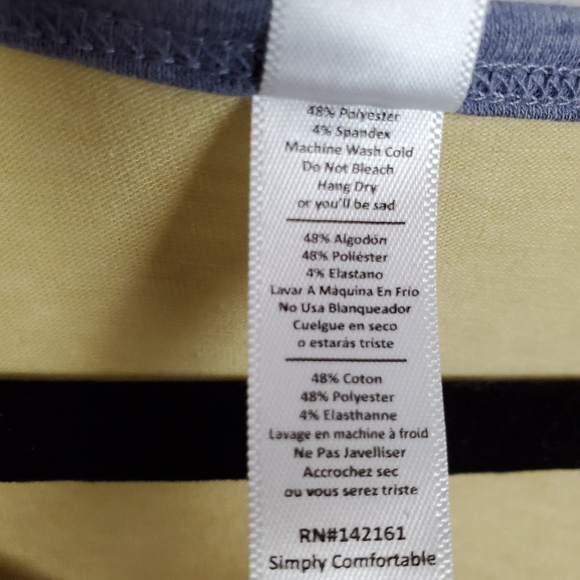 48% Polyester
4% Spandex
Machine Wash Cold
Do Not Bleach
Hang Dry
or you'll be sad
48% Algodón
48% Poliéster
4% Elastano
Lavar A Máquina En Frío
No Usa Blanqueador
Cuelgue en seco
o estarás triste
48% Coton
48% Polyester
4% Elasthanne
Lavage en machine à froid
Ne Pas Javelliser
Accrochez sec
ou vous serez triste
RN#142161
Simply Comfortable